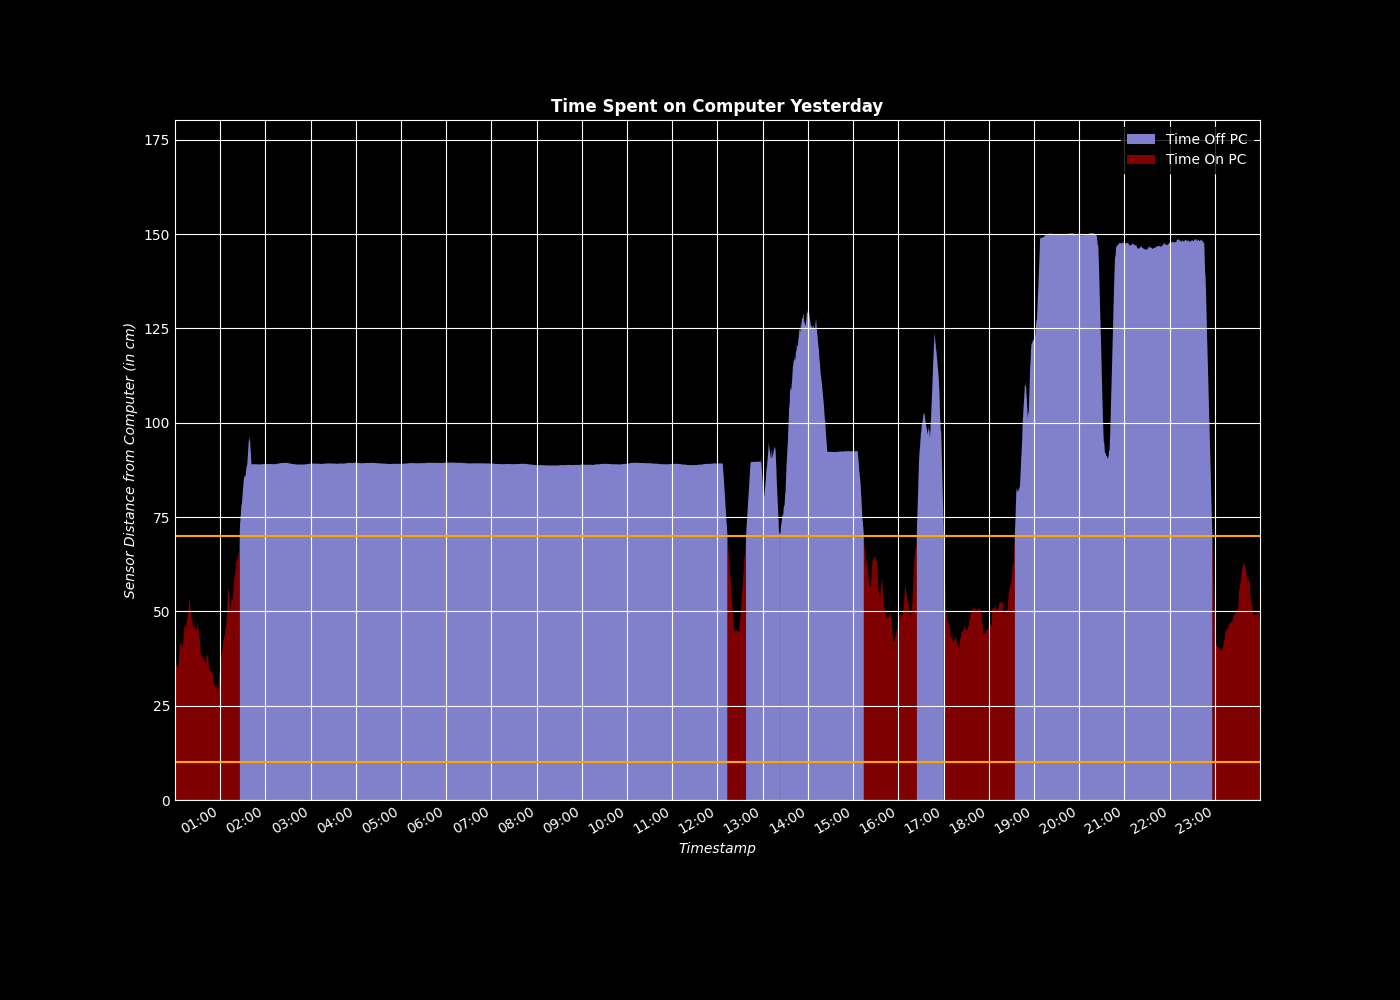 Time Spent on Computer Yesterday
Time Off PC
Time On PC
175
150
125
100
75
50
25
0
Sensor Distance from Computer (in cm)
01:00 02:00 03:00 04:00 05:00 06:00 07:00 08:00 09:00 10:00 11:00 12:00 13:00 14:00 15:00 16:00 17:00 18:00 19:00 20:00 21:00 22:00 23:00
Timestamp